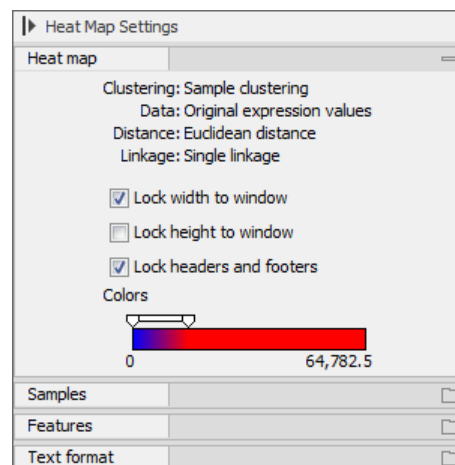 Heat Map Settings
Heat map
Clustering: Sample clustering
Data: Original expression values
Distance: Euclidean distance
Linkage: Single linkage
Lock width to window
Lock height to window
Lock headers and footers
Colors
0 64,782.5
Samples
Features
Text format